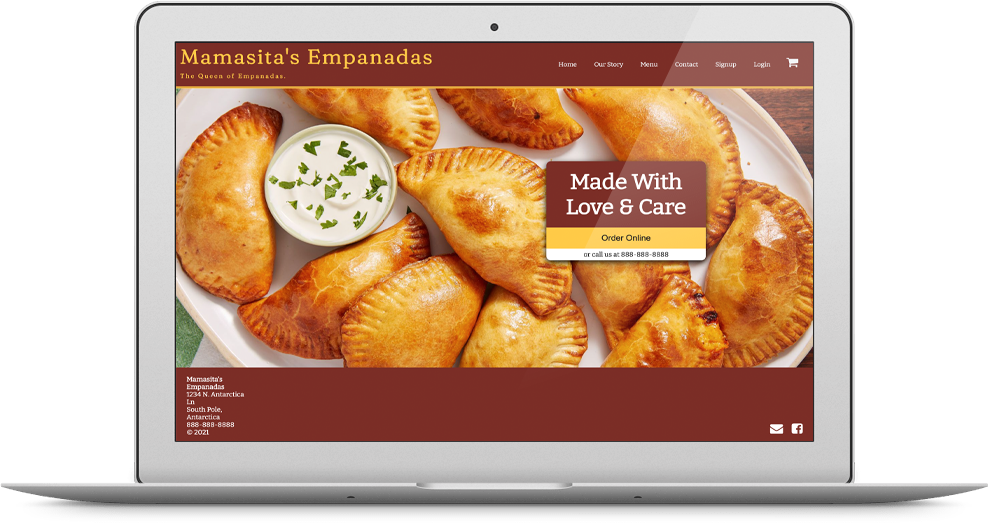 Mamasita's Empanadas
The Queen of Empanadas.
Home Our Story Menu Contact Signup Login
Made With
Love & Care
Order Online
or call us at 888-888-8888
Mamasita's
Empanadas
1234 N. Antarctica
Ln
South Pole,
Antarctica
888-888-8888
© 2021